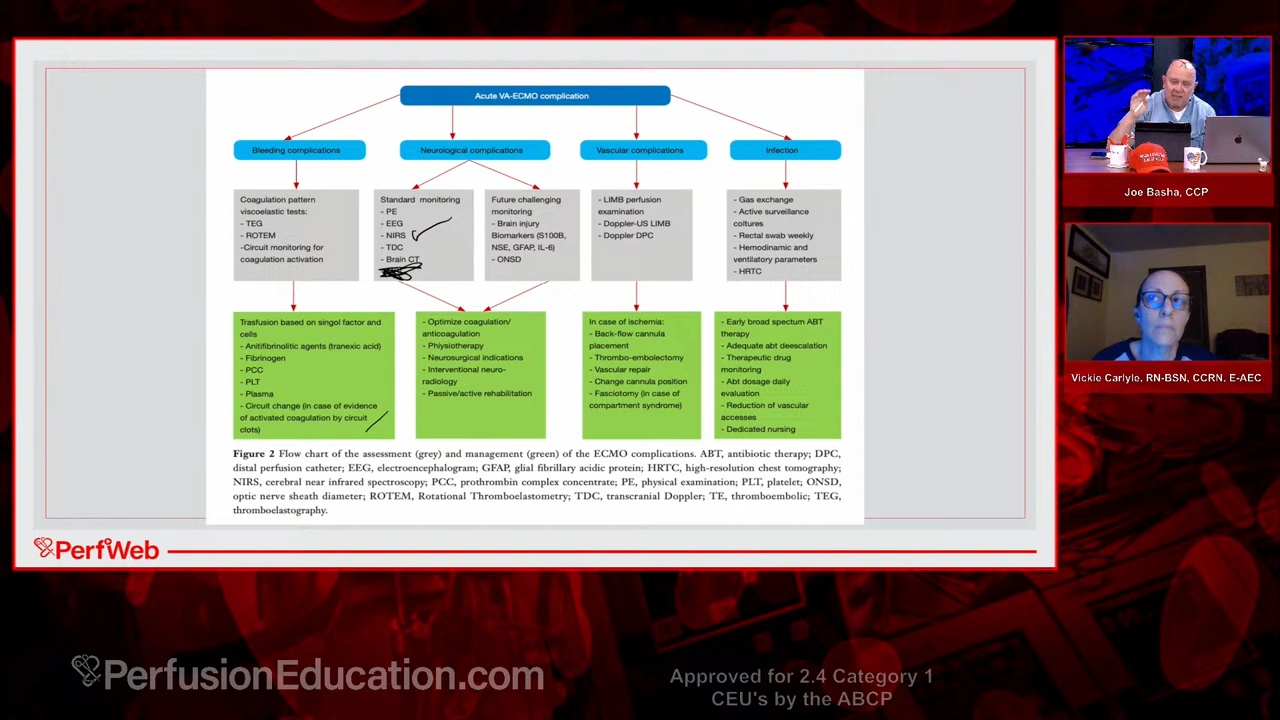 Acute VA-ECMO complication
Bleeding complications
Neurological complications
Vascular complications
Infection
Coagulation pattern
viscoelastic tests:
- TEG
- ROTEM
-Circuit monitoring for
coagulation activation
Standard monitoring
- PE
- EEG
- NIRS
- TDC
- Brain CT
Future challenging
monitoring
- Brain injury
Biomarkers (S100B,
NSE, GFAP, IL-6)
- ONSD
- LIMB perfusion
examination
- Doppler-US LIMB
- Doppler DPC
- Gas exchange
- Active surveillance
cultures
- Rectal swab weekly
- Hemodinamic and
ventilatory parameters
- HRTC
Trasfusion based on singol factor and
cells
- Anitifibrinolitic agents (tranexic acid)
- Fibrinogen
- PCC
- PLT
- Plasma
- Circuit change (in case of evidence
of activated coagulation by circuit
clots)
- Optimize coagulation/
anticoagulation
- Phiysiotherapy
- Neurosurgical indications
- Interventional neuro-
radiology
- Passive/active rehabilitation
In case of ischemia:
- Back-flow cannula
placement
- Thrombo-embolectomy
- Vascular repair
- Change cannula position
- Fasciotomy (in case of
compartment syndrome)
- Early broad spectum ABT
therapy
- Adequate abt deescalation
- Therapeutic drug
monitoring
- Abt dosage daily
evaluation
- Reduction of vascular
accesses
- Dedicated nursing
Figure 2 Flow chart of the assessment (grey) and management (green) of the ECMO complications. ABT, antibiotic therapy; DPC,
distal perfusion catheter; EEG, electroencephalogram; GFAP, glial fibrillary acidic protein; HRTC, high-resolution chest tomography;
NIRS, cerebral near infrared spectroscopy; PCC, prothrombin complex concentrate; PE, physical examination; PLT, platelet; ONSD,
optic nerve sheath diameter; ROTEM, Rotational Thromboelastometry; TDC, transcranial Doppler; TE, thromboembolic; TEG,
thromboelastography.
PerfWeb
Joe Basha, CCP
Vickie Carlyle, RN-BSN, CCRN, E-AEC
PerfusionEducation.com
Approved for 2.4 Category 1
CEU's by the ABCP